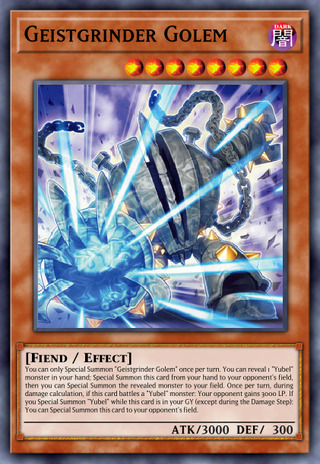 Geistgrinder Golem
DARK
闇
[Fiend / Effect]
You can only Special Summon "Geistgrinder Golem" once per turn. You can reveal 1 "Yubel"
monster in your hand; Special Summon this card from your hand to your opponent's field,
then you can Special Summon the revealed monster to your field. Once per turn, during
damage calculation, if this card battles a "Yubel" monster: Your opponent gains 3000 LP. If
you Special Summon "Yubel" while this card is in your GY (except during the Damage Step):
You can Special Summon this card to your opponent's field.
ATK/3000 DEF/ 300